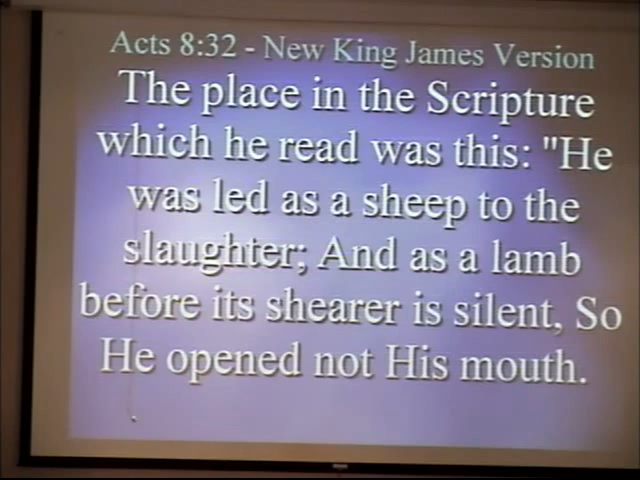 Acts 8:32 - New King James Version
The place in the Scripture
which he read was this: "He
was led as a sheep to the
slaughter; And as a lamb
before its shearer is silent, So
He opened not His mouth.